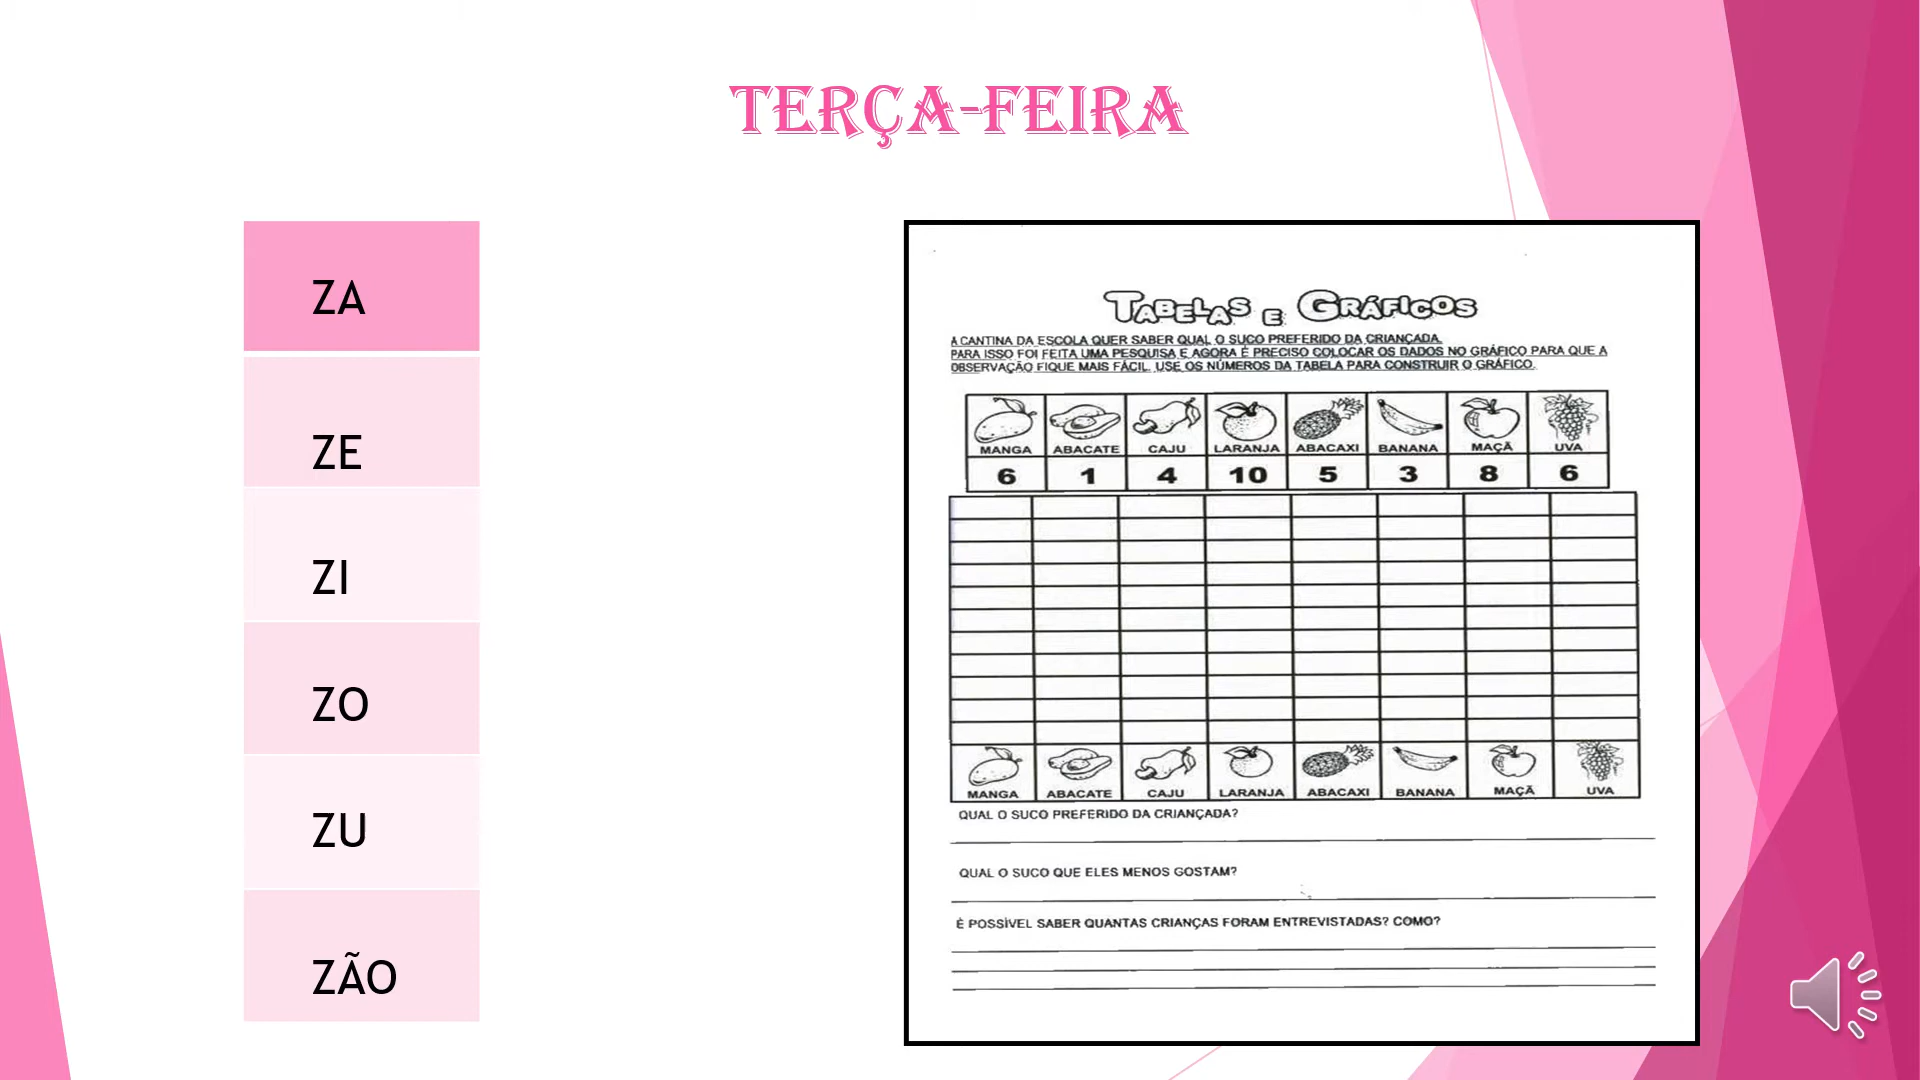 TERÇA-FEIRA
ZA
ZE
ZI
ZO
ZU
ZÃO
TABELAS E GRÁFICOS
A CANTINA DA ESCOLA QUER SABER QUAL O SUCO PREFERIDO DA CRIANÇADA.
PARA ISSO FOI FEITA UMA PESQUISA E AGORA É PRECISO COLOCAR OS DADOS NO GRÁFICO PARA QUE A
OBSERVAÇÃO FIQUE MAIS FÁCIL. USE OS NÚMEROS DA TABELA PARA CONSTRUIR O GRÁFICO.
MANGA ABACATE CAJU LARANJA ABACAXI BANANA MAÇÃ UVA
6 1 4 10 5 3 8 6
MANGA ABACATE CAJU LARANJA ABACAXI BANANA MAÇÃ UVA
QUAL O SUCO PREFERIDO DA CRIANÇADA?
QUAL O SUCO QUE ELES MENOS GOSTAM?
É POSSÍVEL SABER QUANTAS CRIANÇAS FORAM ENTREVISTADAS? COMO?